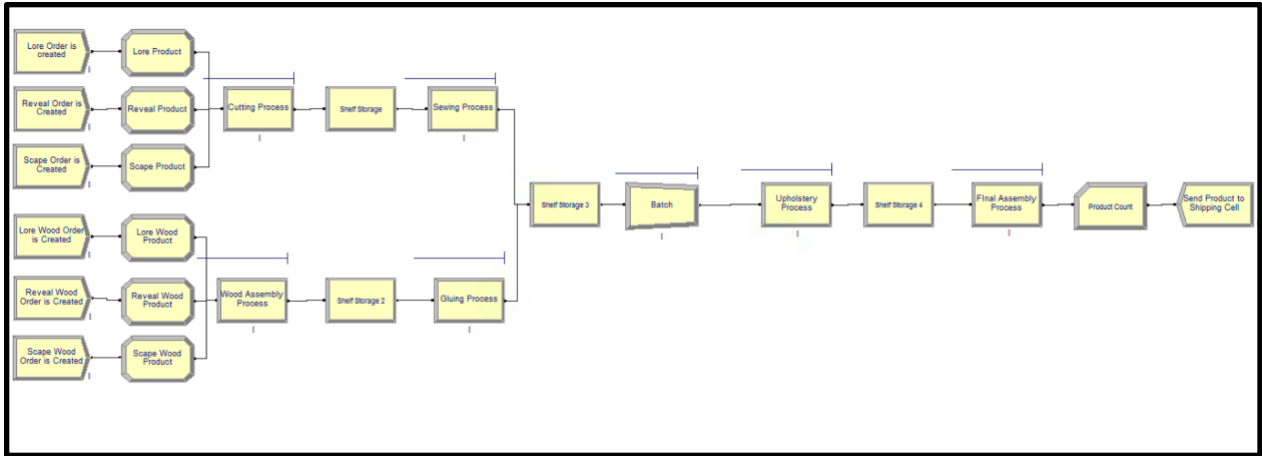 Lore Order is
created
Lore Product
Reveal Order is
Created
Reveal Product
Cutting Process
Shelf Storage
Sewing Process
Scape Order is
Created
Scape Product
Shelf Storage 3
Batch
Upholstery
Process
Shelf Storage 4
FInal Assembly
Process
Product Count
Send Product to
Shipping Cell
Lore Wood Order
is Created
Lore Wood
Product
Reveal Wood
Order is Created
Reveal Wood
Product
Wood Assembly
Process
Shelf Storage 2
Gluing Process
Scape Wood
Order is Created
Scape Wood
Product